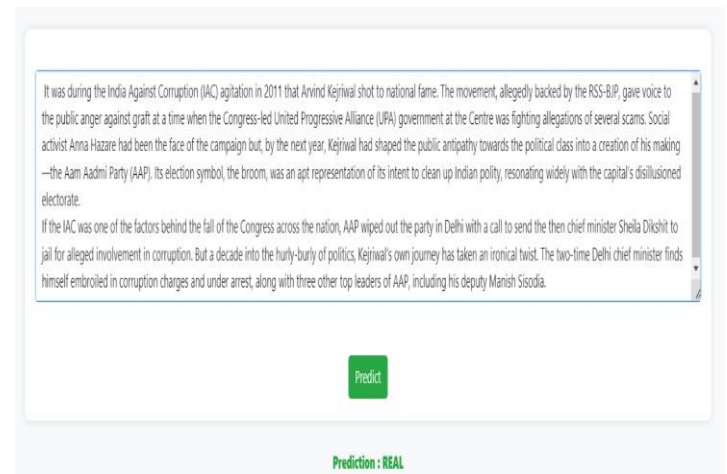 It was during the India Against Corruption (IAC) agitation in 2011 that Arvind Kejriwal shot to national fame. The movement, allegedly backed by the RSS-BJP, gave voice to
the public anger against graft at a time when the Congress-led United Progressive Alliance (UPA) government at the Centre was fighting allegations of several scams. Social
activist Anna Hazare had been the face of the campaign but, by the next year, Kejriwal had shaped the public antipathy towards the political class into a creation of his making
—the Aam Aadmi Party (AAP). Its election symbol, the broom, was an apt representation of its intent to clean up Indian polity, resonating widely with the capital's disillusioned
electorate.
If the IAC was one of the factors behind the fall of the Congress across the nation, AAP wiped out the party in Delhi with a call to send the then chief minister Sheila Dikshit to
jail for alleged involvement in corruption. But a decade into the hurly-burly of politics, Kejriwal's own journey has taken an ironical twist. The two-time Delhi chief minister finds
himself embroiled in corruption charges and under arrest, along with three other top leaders of AAP, including his deputy Manish Sisodia.
Predict
Prediction : REAL